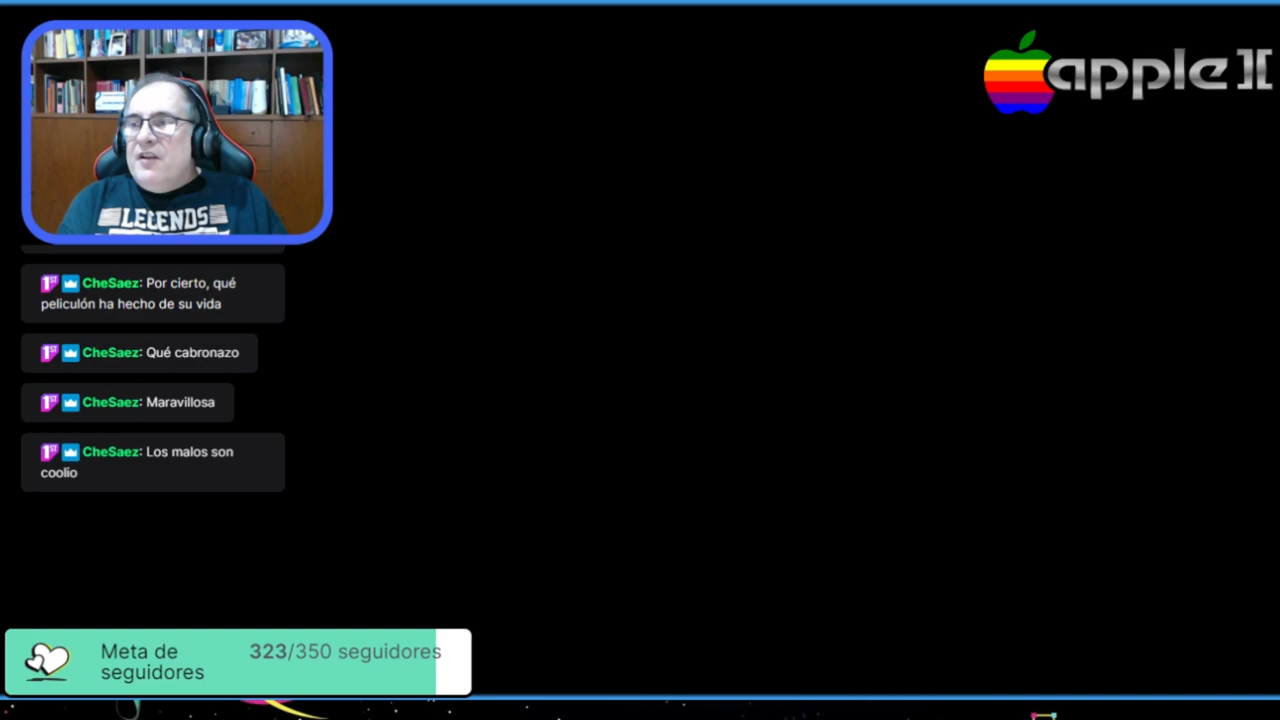 apple ][
LEGENDS
1ST CheSaez: Por cierto, qué
peliculón ha hecho de su vida
1ST CheSaez: Qué cabronazo
1ST CheSaez: Maravillosa
1ST CheSaez: Los malos son
coolio
Meta de
seguidores
323/350 seguidores